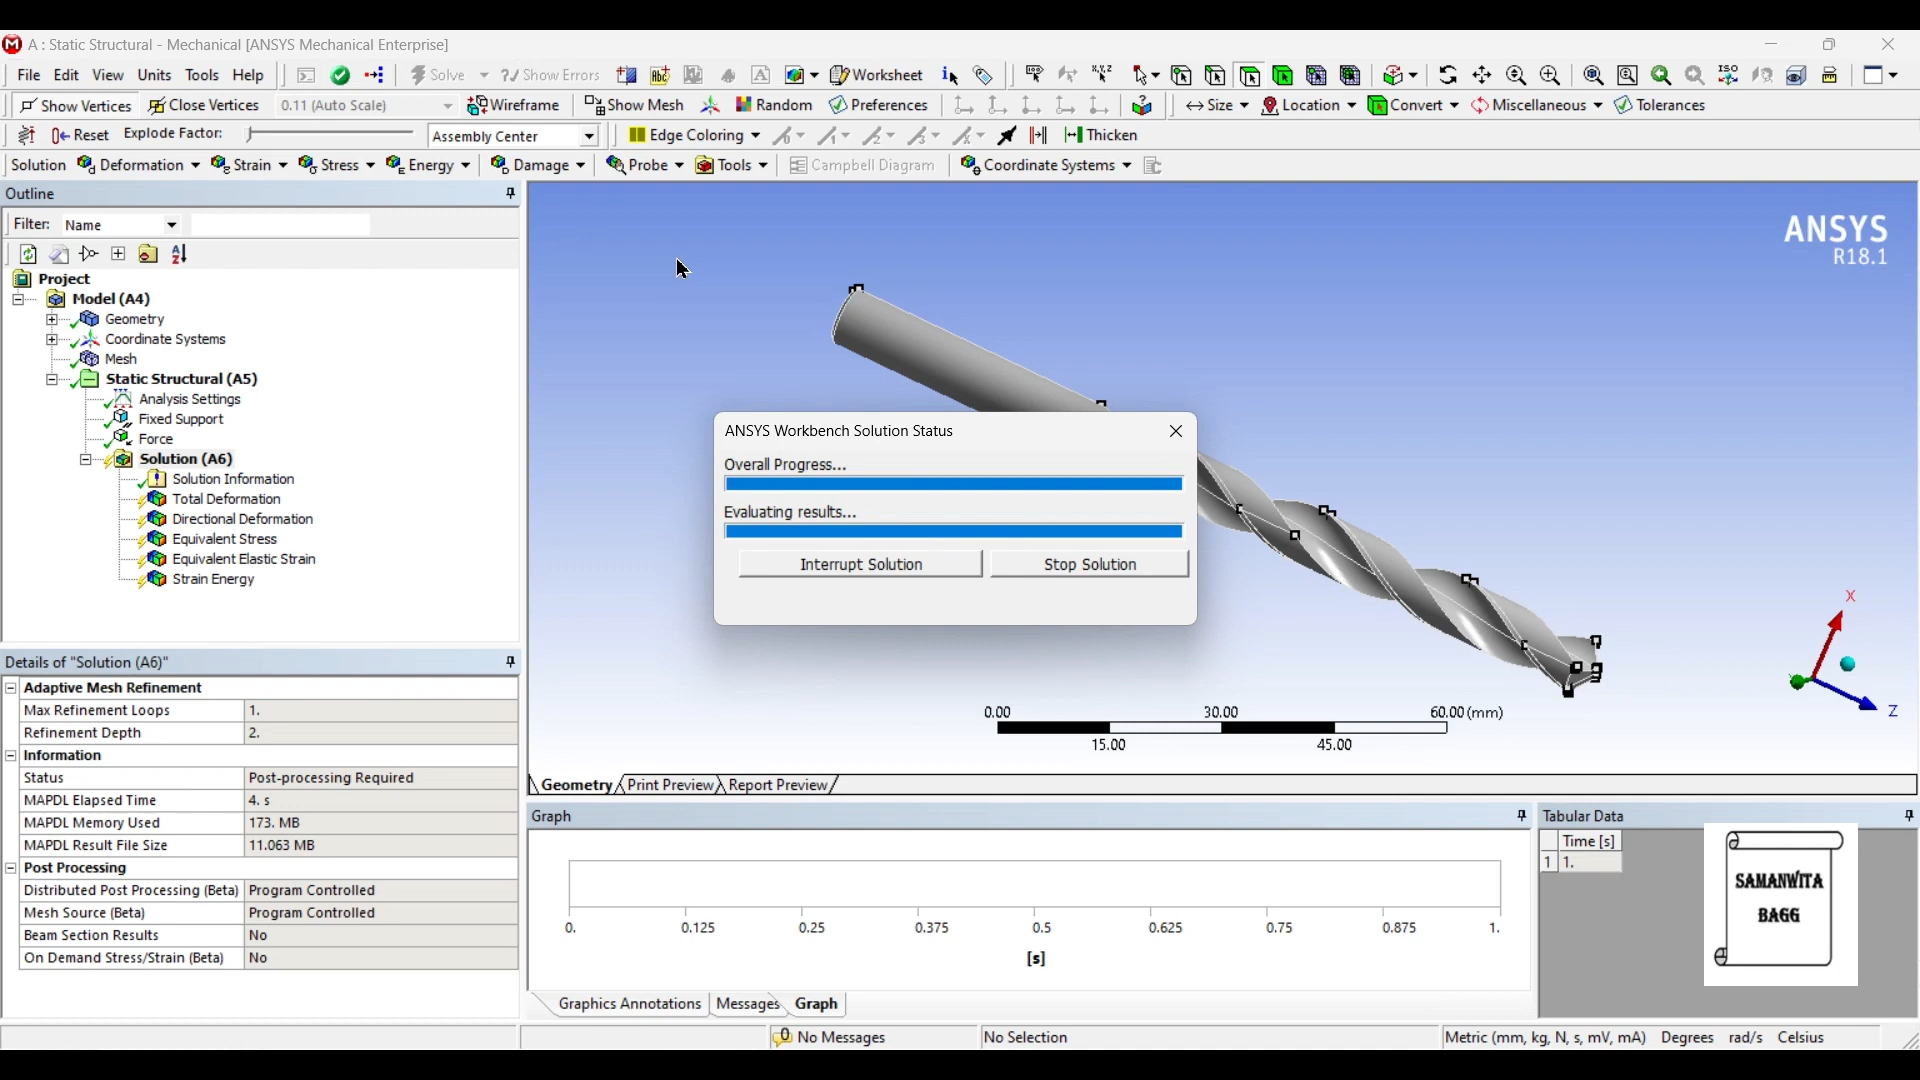 A : Static Structural - Mechanical [ANSYS Mechanical Enterprise]
File Edit View Units Tools Help Solve ?/ Show Errors Worksheet
Show Vertices Close Vertices 0.11 (Auto Scale) Wireframe Show Mesh Random Preferences Size Location Convert Miscellaneous Tolerances
Reset Explode Factor: Assembly Center Edge Coloring Thicken
Solution Deformation Strain Stress Energy Damage Probe Tools Campbell Diagram Coordinate Systems
Outline
Filter: Name
Project
Model (A4)
Geometry
Coordinate Systems
Mesh
Static Structural (A5)
Analysis Settings
Fixed Support
Force
Solution (A6)
Solution Information
Total Deformation
Directional Deformation
Equivalent Stress
Equivalent Elastic Strain
Strain Energy
ANSYS
R18.1
ANSYS Workbench Solution Status
Overall Progress...
Evaluating results...
Interrupt Solution Stop Solution
X
Z
0.00 30.00 60.00 (mm)
15.00 45.00
Details of "Solution (A6)"
Adaptive Mesh Refinement
Max Refinement Loops 1.
Refinement Depth 2.
Information
Status Post-processing Required
MAPDL Elapsed Time 4. s
MAPDL Memory Used 173. MB
MAPDL Result File Size 11.063 MB
Post Processing
Distributed Post Processing (Beta) Program Controlled
Mesh Source (Beta) Program Controlled
Beam Section Results No
On Demand Stress/Strain (Beta) No
Geometry Print Preview Report Preview
Graph
0. 0.125 0.25 0.375 0.5 0.625 0.75 0.875 1.
[s]
Graphics Annotations Messages Graph
Tabular Data
Time [s]
1 1.
SAMANWITA
BAGG
No Messages No Selection Metric (mm, kg, N, s, mV, mA) Degrees rad/s Celsius